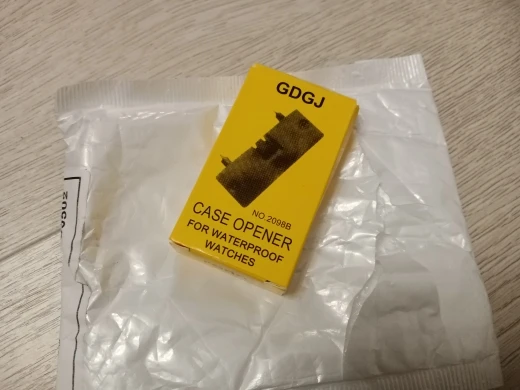 GDGJ
NO.2098B
CASE OPENER
FOR WATERPROOF
WATCHES